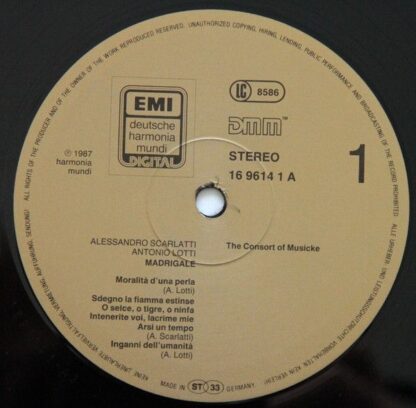 ALL RIGHTS OF THE PRODUCER AND OF THE OWNER OF THE WORK REPRODUCED RESERVED. UNAUTHORIZED COPYING, HIRING, LENDING, PUBLIC PERFORMANCE AND BROADCASTING OF THE RECORD PROHIBITED.
EMI
deutsche
harmonia
mundi
DIGITAL
LC 8586
DMM™
STEREO
16 9614 1 A
1
℗ 1987
harmonia
mundi
ALESSANDRO SCARLATTI
ANTONIO LOTTI
MADRIGALE
The Consort of Musicke
Moralità d'una perla
(A. Lotti)
Sdegno la fiamma estinse
O selce, o tigre, o ninfa
Intenerite voi, lacrime mie
Arsi un tempo
(A. Scarlatti)
Inganni dell'umanità
(A. Lotti)
MADE IN ST 33 GERMANY